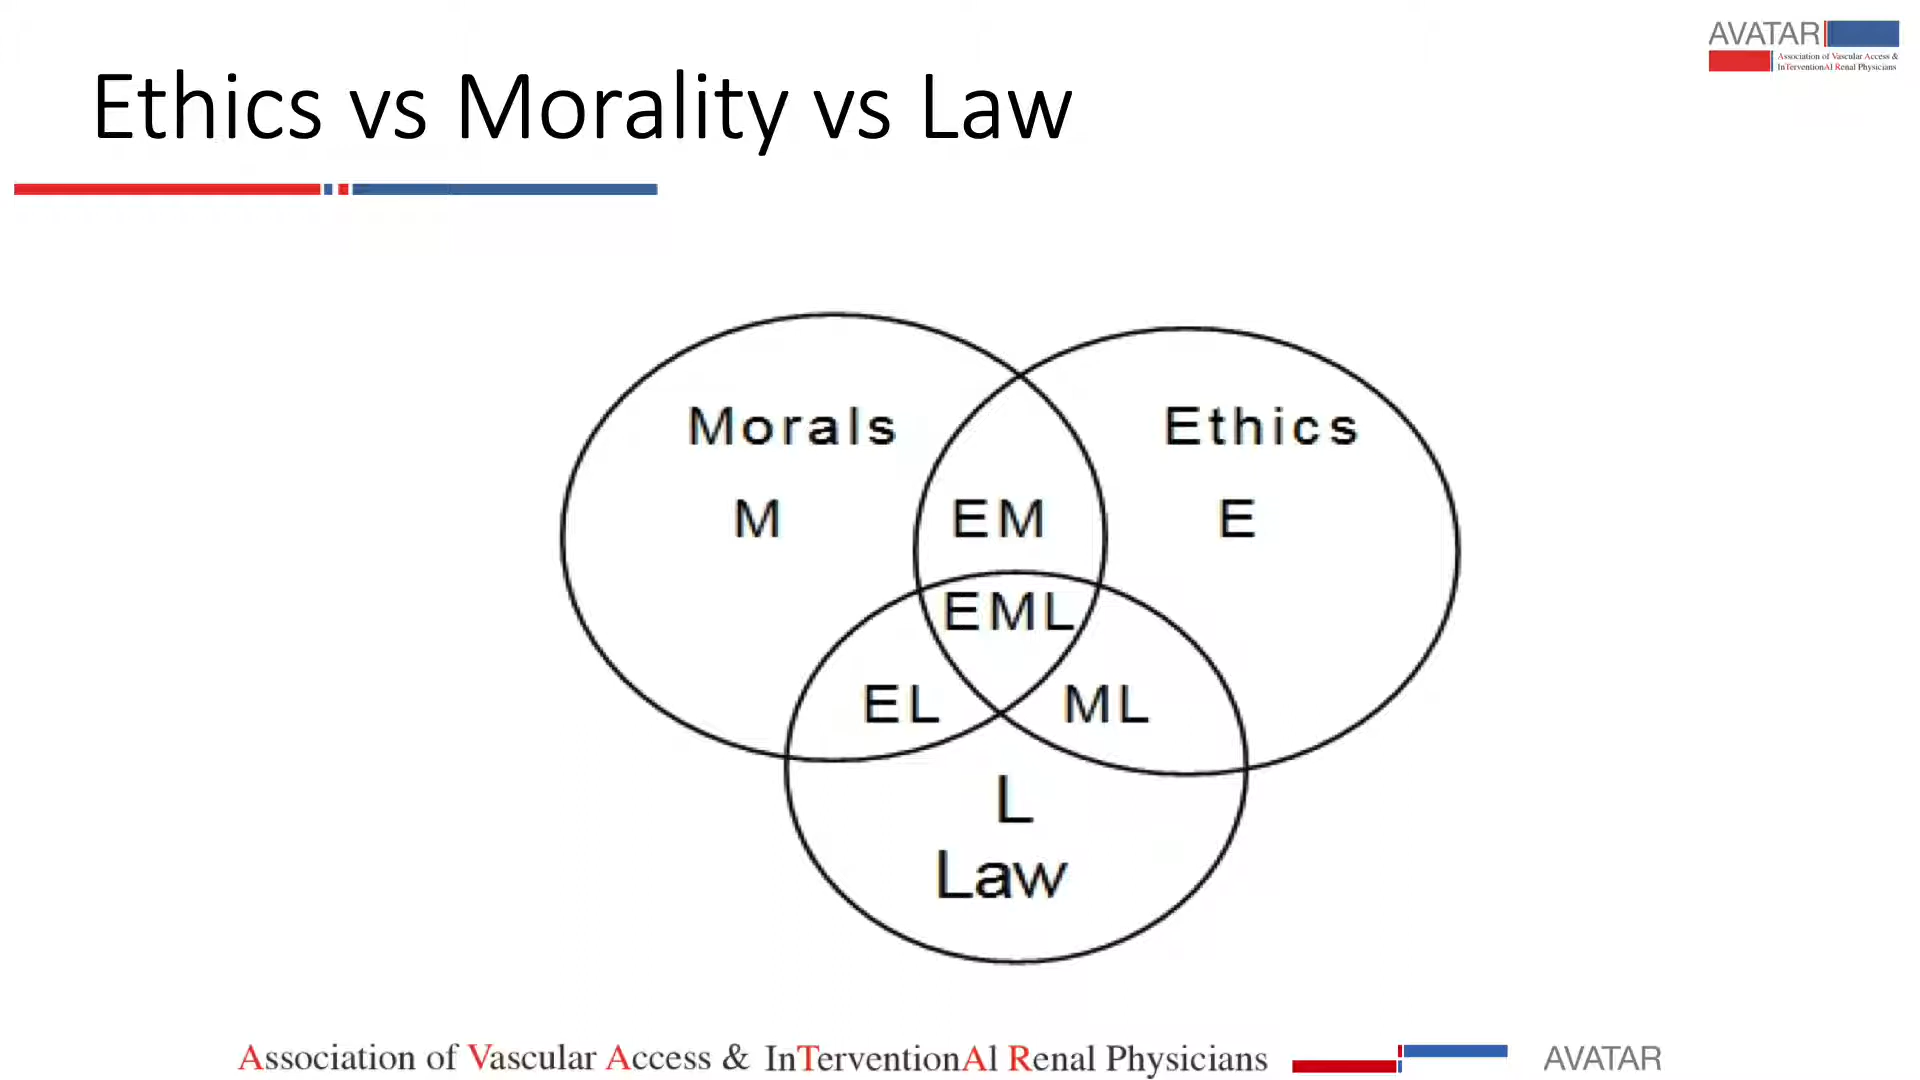 AVATAR
Association of Vascular Access &
InTerventionAl Renal Physicians
Ethics vs Morality vs Law
Morals
Ethics
M
EM
E
EML
EL
ML
L
Law
Association of Vascular Access & InTerventionAl Renal Physicians
AVATAR